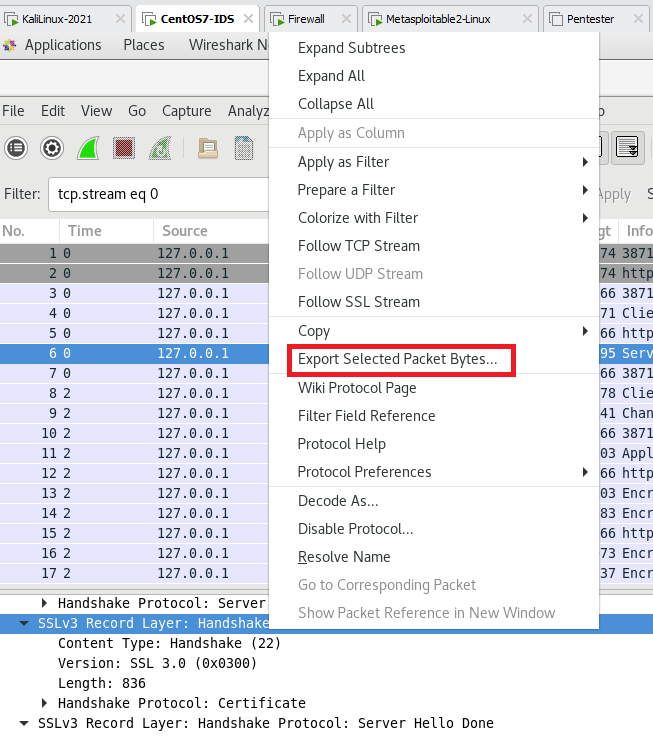 KaliLinux-2021 CentOS7-IDS Firewall Metasploitable2-Linux Pentester
Applications Places Wireshark N
File Edit View Go Capture Analyz
Filter: tcp.stream eq 0 Apply S
No. Time Source gt Info
1 0 127.0.0.1 74 3871
2 0 127.0.0.1 74 http
3 0 127.0.0.1 66 3871
4 0 127.0.0.1 71 Clie
5 0 127.0.0.1 66 http
6 0 127.0.0.1 95 Serv
7 0 127.0.0.1 66 3871
8 2 127.0.0.1 78 Clie
9 2 127.0.0.1 41 Chan
10 2 127.0.0.1 66 3871
11 2 127.0.0.1 03 Appl
12 2 127.0.0.1 66 http
13 2 127.0.0.1 03 Encr
14 2 127.0.0.1 83 Encr
15 2 127.0.0.1 66 http
16 2 127.0.0.1 73 Encr
17 2 127.0.0.1 37 Encr
Expand Subtrees
Expand All
Collapse All
Apply as Column
Apply as Filter
Prepare a Filter
Colorize with Filter
Follow TCP Stream
Follow UDP Stream
Follow SSL Stream
Copy
Export Selected Packet Bytes...
Wiki Protocol Page
Filter Field Reference
Protocol Help
Protocol Preferences
Decode As...
Disable Protocol...
Resolve Name
Go to Corresponding Packet
Show Packet Reference in New Window
Handshake Protocol: Server
SSLv3 Record Layer: Handshake
Content Type: Handshake (22)
Version: SSL 3.0 (0x0300)
Length: 836
Handshake Protocol: Certificate
SSLv3 Record Layer: Handshake Protocol: Server Hello Done